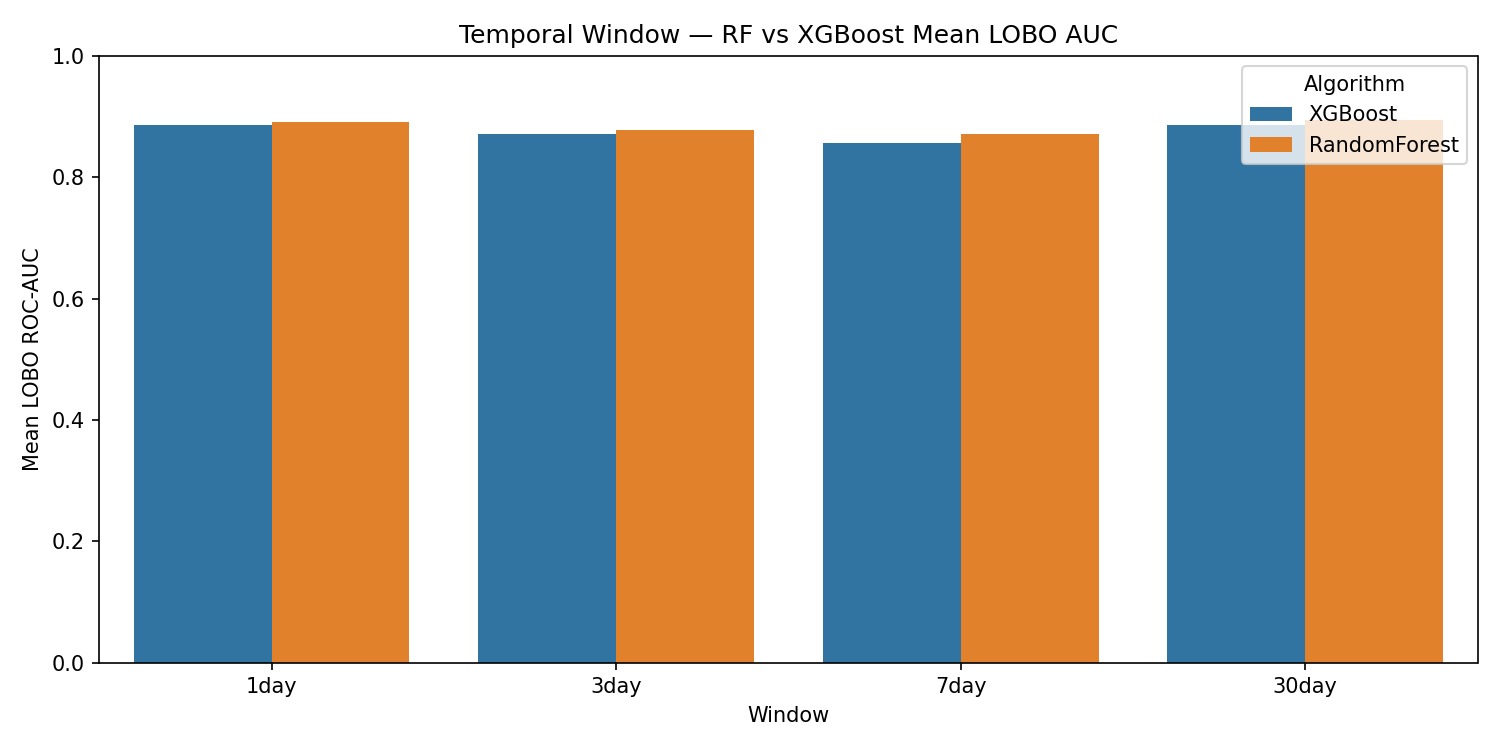 Temporal Window — RF vs XGBoost Mean LOBO AUC
Algorithm
XGBoost
RandomForest
Mean LOBO ROC-AUC
1.0
0.8
0.6
0.4
0.2
0.0
1day 3day 7day 30day
Window